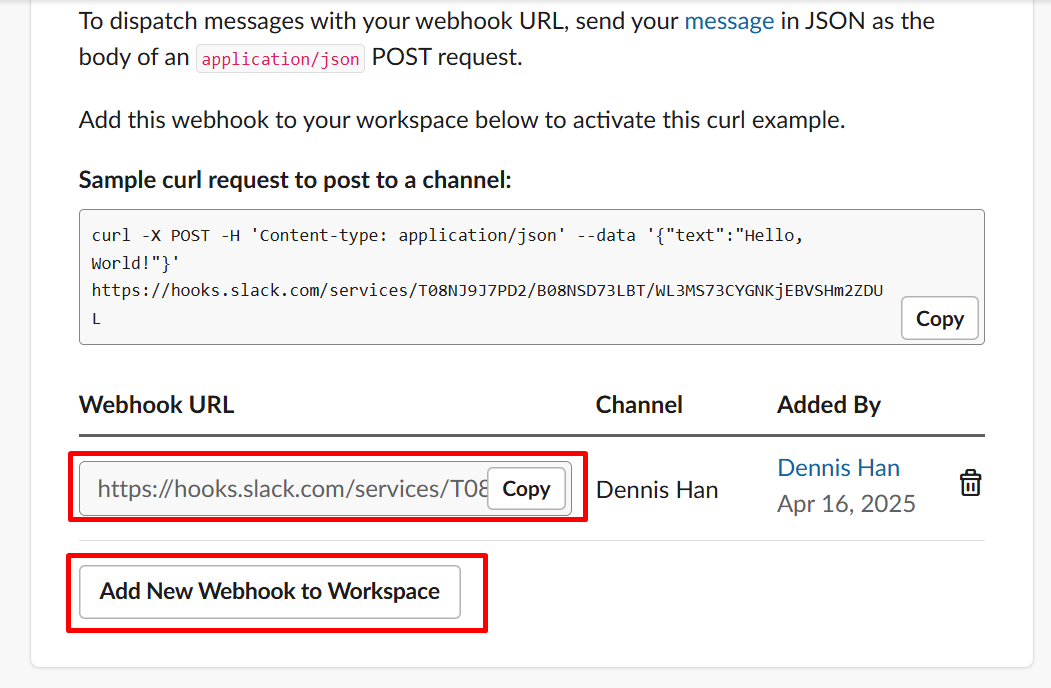 To dispatch messages with your webhook URL, send your message in JSON as the
body of an application/json POST request.
Add this webhook to your workspace below to activate this curl example.
Sample curl request to post to a channel:
curl -X POST -H 'Content-type: application/json' --data '{"text":"Hello,
World!"}'
https://hooks.slack.com/services/T08NJ9J7PD2/B08NSD73LBT/WL3MS73CYGNKjEBVSHm2ZDU
L
Copy
Webhook URL Channel Added By
https://hooks.slack.com/services/T08 Copy Dennis Han Dennis Han
Apr 16, 2025
Add New Webhook to Workspace